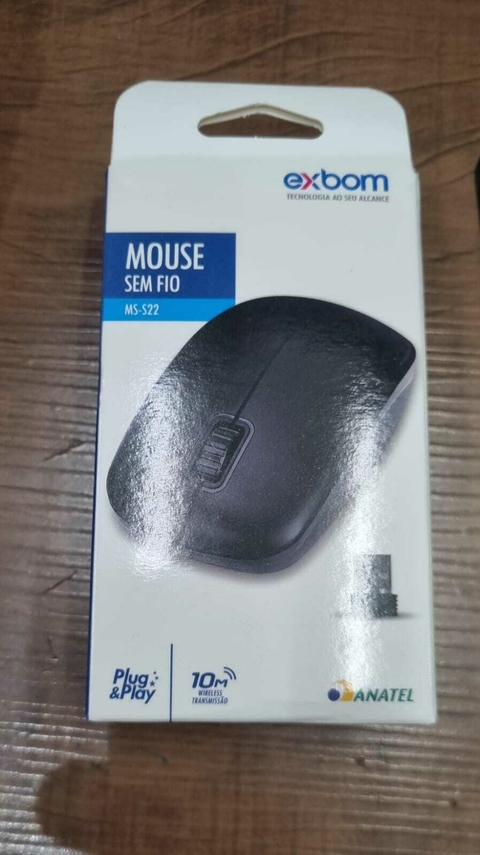 exbom
TECNOLOGIA AO SEU ALCANCE
MOUSE
SEM FIO
MS-S22
Plug
&Play
10M
WIRELESS
TRANSMISSÃO
ANATEL